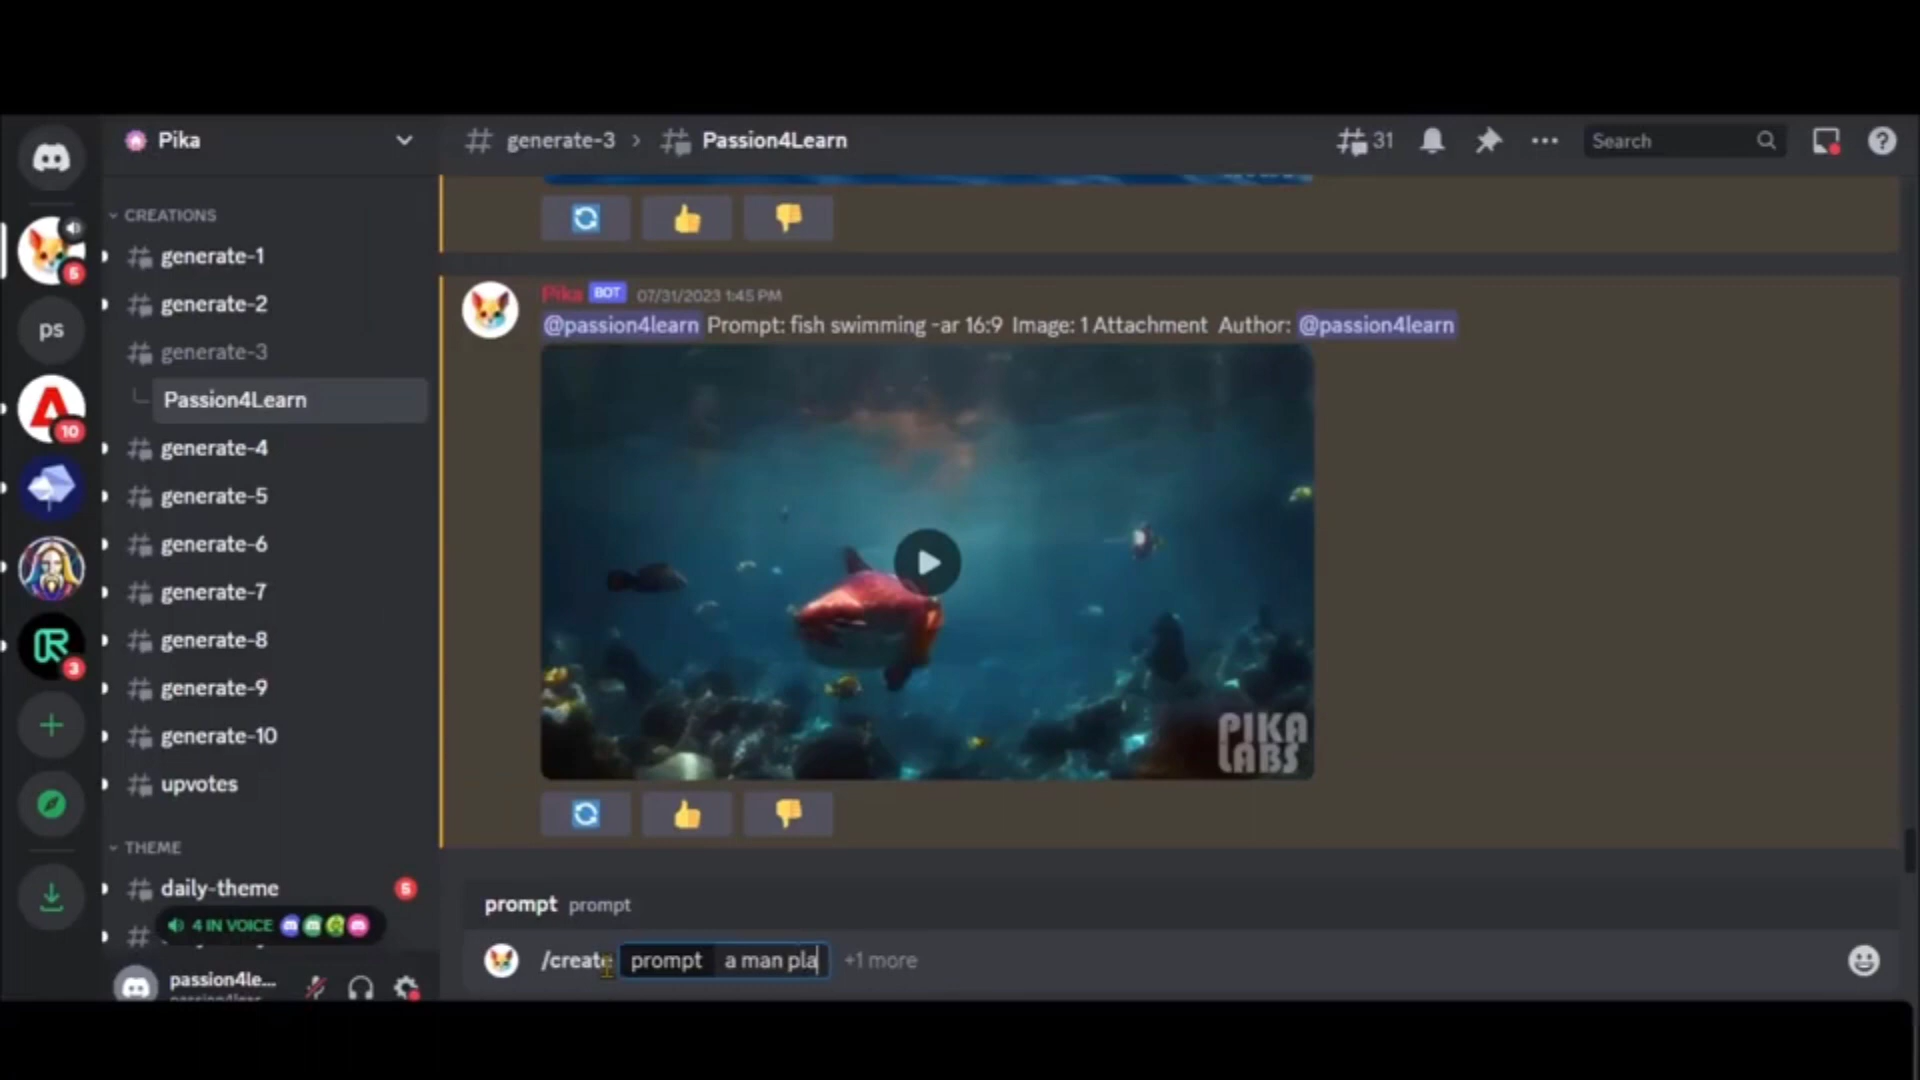 Pika
generate-3 > Passion4Learn
31
Search
CREATIONS
generate-1
generate-2
generate-3
Passion4Learn
generate-4
generate-5
generate-6
generate-7
generate-8
generate-9
generate-10
upvotes
THEME
daily-theme
5
4 IN VOICE
passion4le...
5
ps
10
3
Pika BOT 07/31/2023 1:45 PM
@passion4learn Prompt: fish swimming -ar 16:9 Image: 1 Attachment Author: @passion4learn
PIKA
LABS
prompt prompt
/create prompt a man pla +1 more